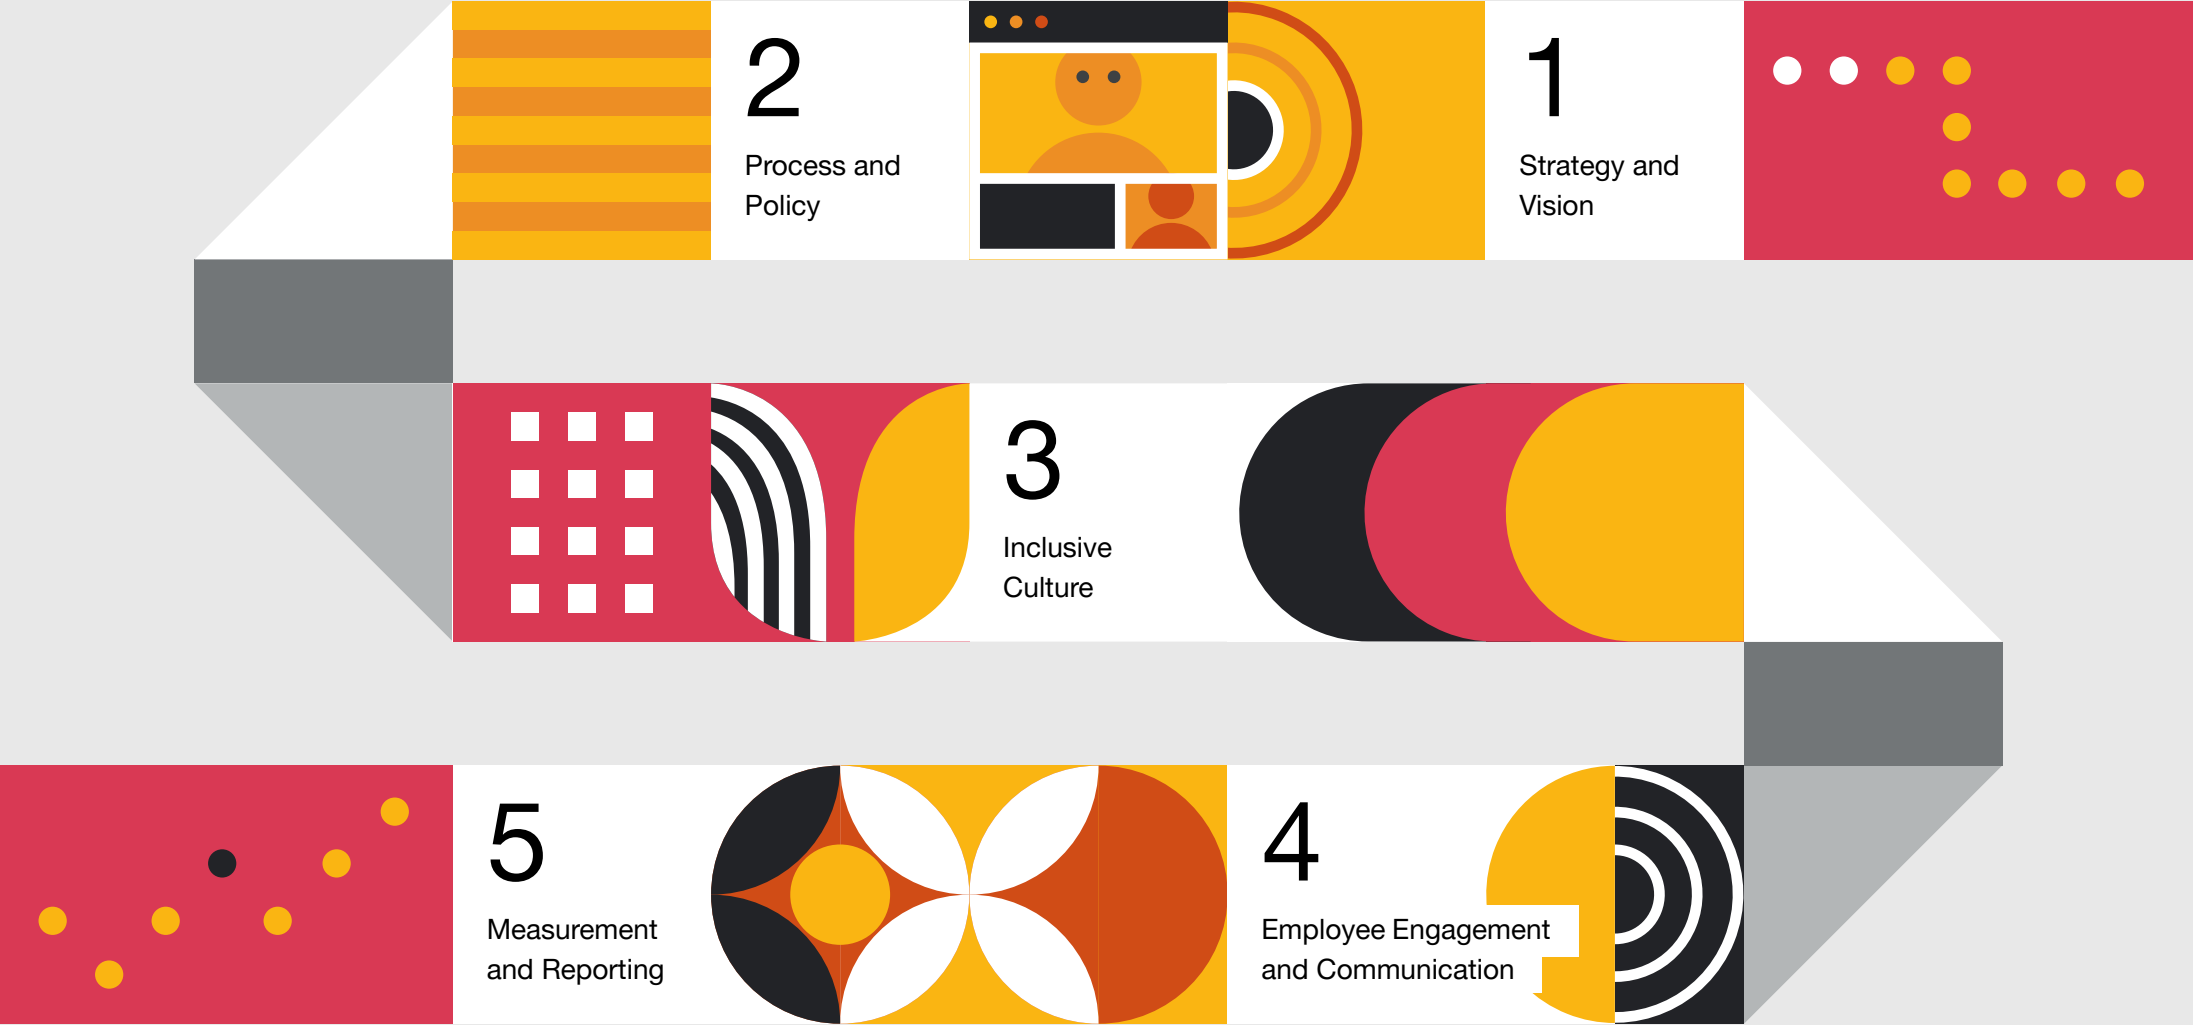 1
Strategy and
Vision
2
Process and
Policy
3
Inclusive
Culture
4
Employee Engagement
and Communication
5
Measurement
and Reporting